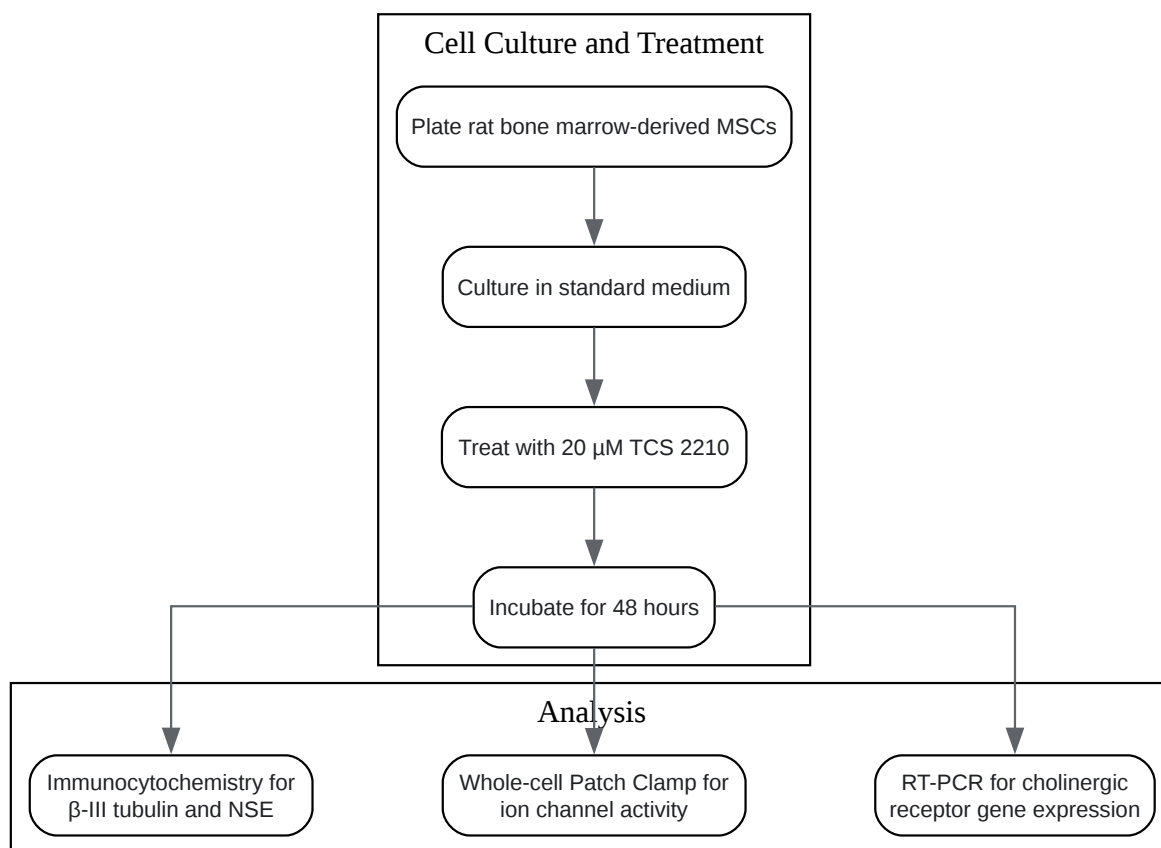 Cell Culture and Treatment
Plate rat bone marrow-derived MSCs
Culture in standard medium
Treat with 20 µM TCS 2210
Incubate for 48 hours
Analysis
Immunocytochemistry for
β-III tubulin and NSE
Whole-cell Patch Clamp for
ion channel activity
RT-PCR for cholinergic
receptor gene expression